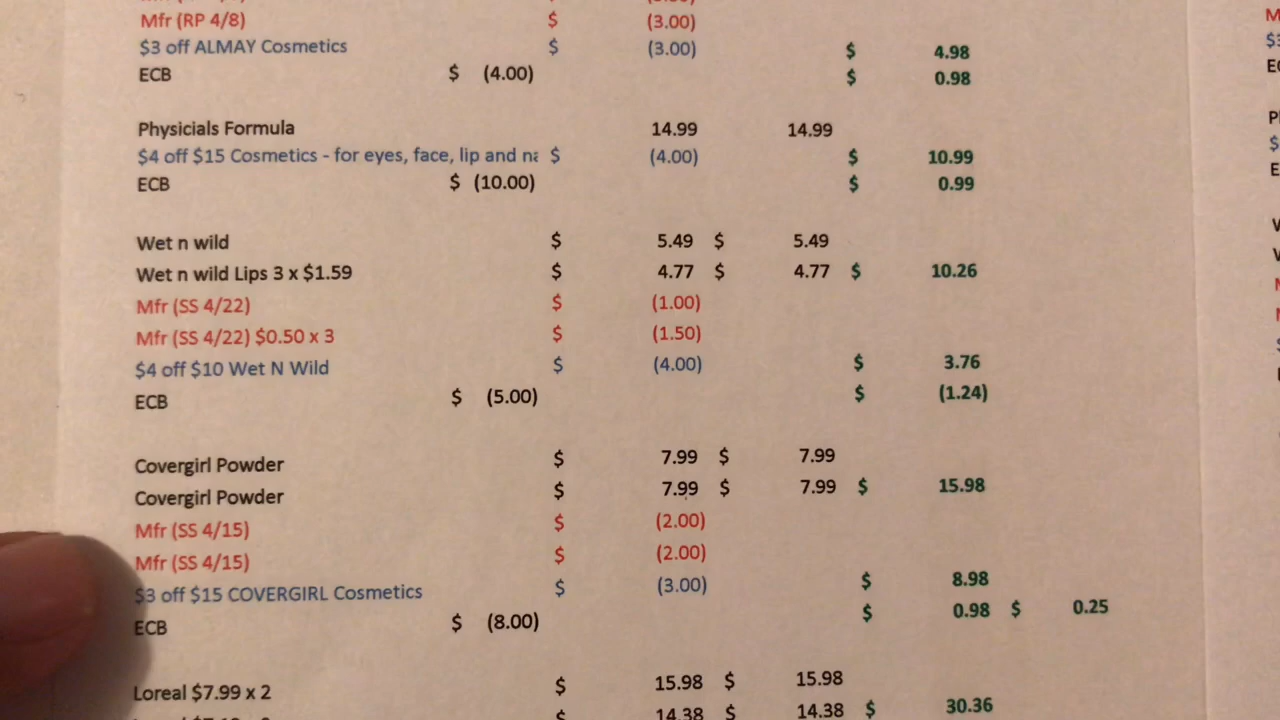 Mfr (RP 4/8) $ (3.00)
$3 off ALMAY Cosmetics $ (3.00) $ 4.98
ECB $ (4.00) $ 0.98
Physicials Formula 14.99 14.99
$4 off $15 Cosmetics - for eyes, face, lip and na $ (4.00) $ 10.99
ECB $ (10.00) $ 0.99
Wet n wild $ 5.49 $ 5.49
Wet n wild Lips 3 x $1.59 $ 4.77 $ 4.77 $ 10.26
Mfr (SS 4/22) $ (1.00)
Mfr (SS 4/22) $0.50 x 3 $ (1.50)
$4 off $10 Wet N Wild $ (4.00) $ 3.76
ECB $ (5.00) $ (1.24)
Covergirl Powder $ 7.99 $ 7.99
Covergirl Powder $ 7.99 $ 7.99 $ 15.98
Mfr (SS 4/15) $ (2.00)
Mfr (SS 4/15) $ (2.00)
$3 off $15 COVERGIRL Cosmetics $ (3.00) $ 8.98
ECB $ (8.00) $ 0.98 $ 0.25
Loreal $7.99 x 2 $ 15.98 $ 15.98
$ 14.38 $ 14.38 $ 30.36